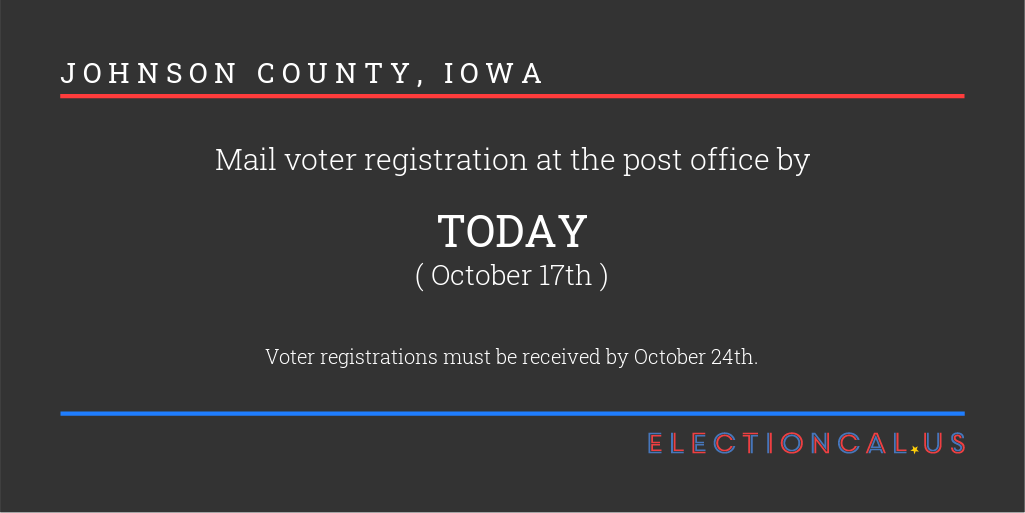 JOHNSON COUNTY, IOWA
Mail voter registration at the post office by
TODAY
( October 17th )
Voter registrations must be received by October 24th.
ELECTIONCAL.US